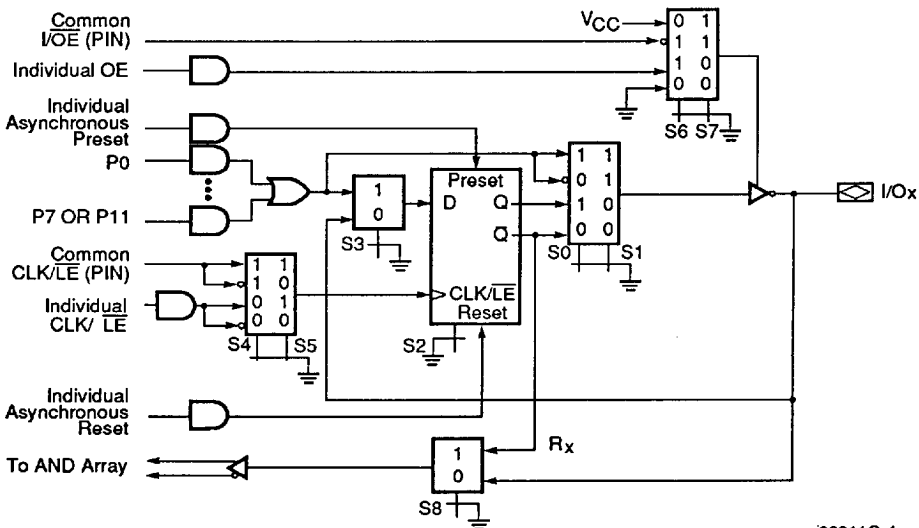 Common
I/OE (PIN)
VCC
0 1
1 1
1 0
0 0
S6 S7
Individual OE
Individual
Asynchronous
Preset
P0
P7 OR P11
1
0
S3
Preset
D Q
Q
CLK/LE
Reset
S2
1 1
0 1
1 0
0 0
S0 S1
I/Ox
Common
CLK/LE (PIN)
Individual
CLK/ LE
1 1
1 0
0 1
0 0
S4 S5
Individual
Asynchronous
Reset
Rx
To AND Array
1
0
S8